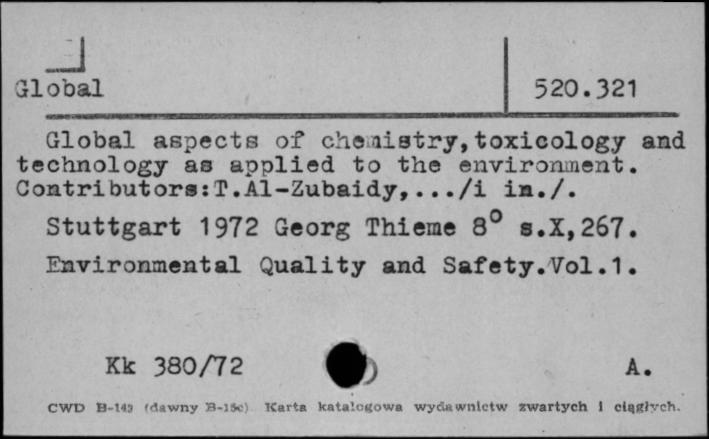 Global 520.321
Global aspects of chemistry,toxicology and
technology as applied to the environment.
Contributors:T.Al-Zubaidy,.../i in./.
Stuttgart 1972 Georg Thieme 8° s.X,267.
Environmental Quality and Safety.Vol.1.
Kk 380/72 A.
CWD B-143 (dawny B-15c) Karta katalogowa wydawnictw zwartych i ciągłych.